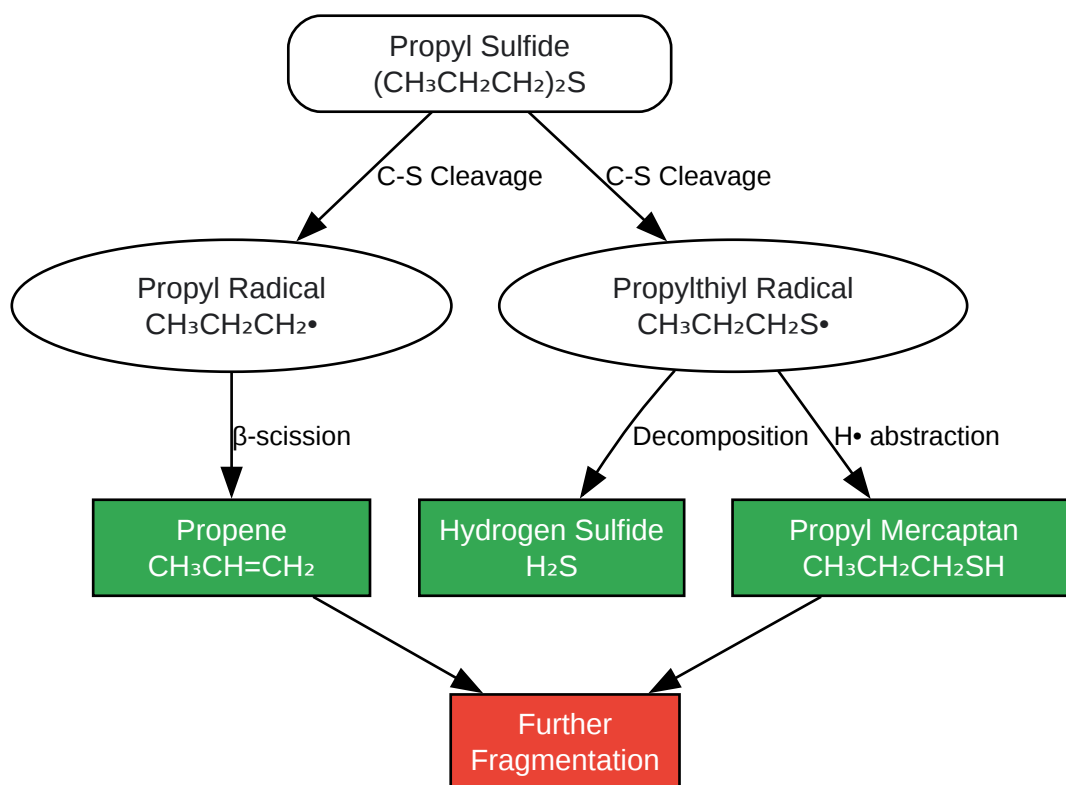 Propyl Sulfide
(CH₃CH₂CH₂)₂S
C-S Cleavage
C-S Cleavage
Propyl Radical
CH₃CH₂CH₂•
Propylthiyl Radical
CH₃CH₂CH₂S•
β-scission
Decomposition
H• abstraction
Propene
CH₃CH=CH₂
Hydrogen Sulfide
H₂S
Propyl Mercaptan
CH₃CH₂CH₂SH
Further
Fragmentation